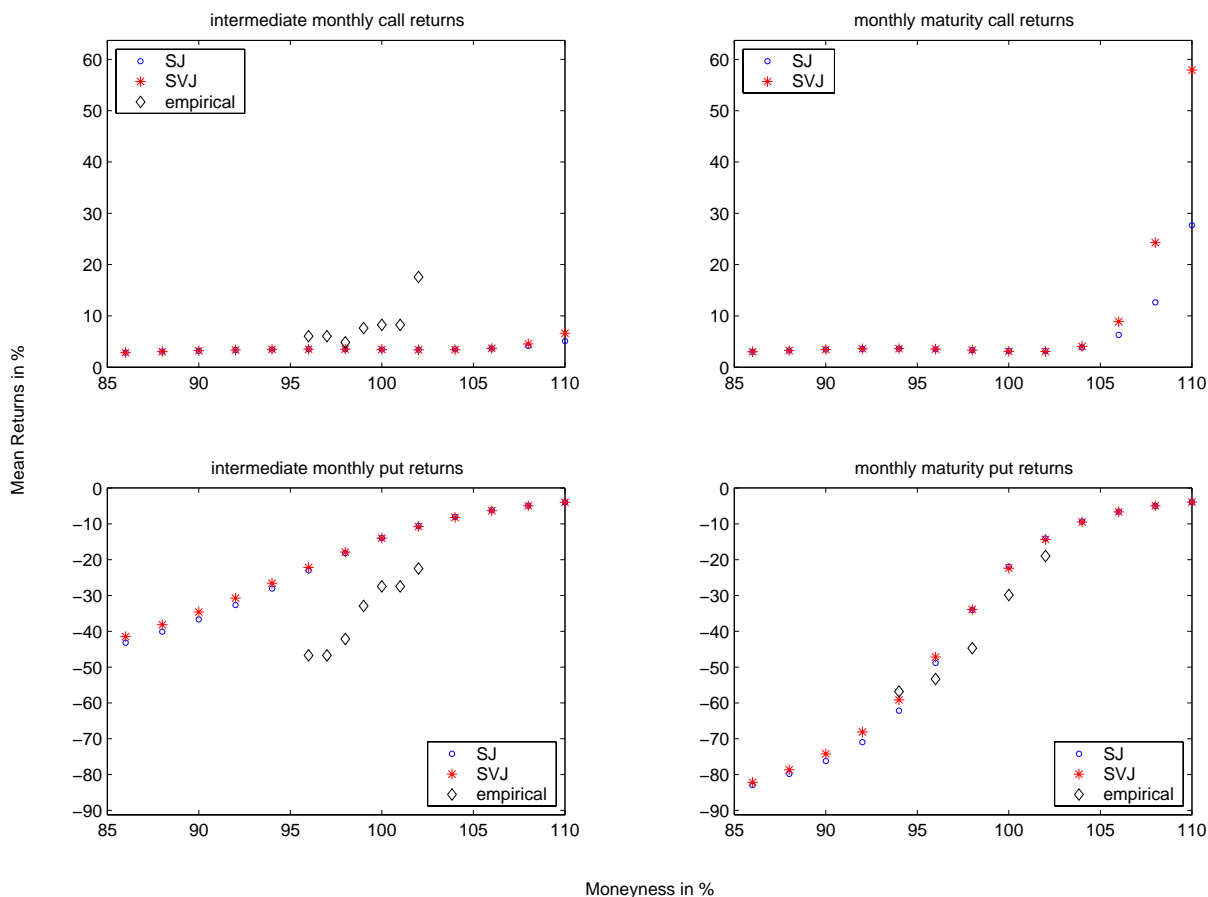 intermediate monthly call returns
60
50
40
30
20
10
0
SJ
SVJ
empirical
85 90 95 100 105 110
monthly maturity call returns
60
50
40
30
20
10
0
SJ
SVJ
85 90 95 100 105 110
Mean Returns in %
intermediate monthly put returns
0
−10
−20
−30
−40
−50
−60
−70
−80
−90
SJ
SVJ
empirical
85 90 95 100 105 110
monthly maturity put returns
0
−10
−20
−30
−40
−50
−60
−70
−80
−90
SJ
SVJ
empirical
85 90 95 100 105 110
Moneyness in %